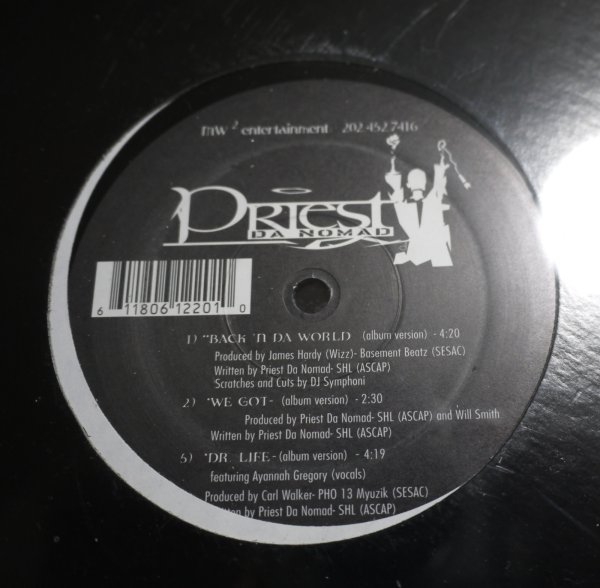 mw 2 entertainment 202.452.7416
PRIEST
DA NOMAD
6 11806 12201 0
1) "BACK 'N DA WORLD (album version) - 4:20
Produced by James Hardy (Wizz)- Basement Beatz (SESAC)
Written by Priest Da Nomad- SHL (ASCAP)
Scratches and Cuts by DJ Symphoni
2) "WE GOT- (album version) - 2:30
Produced by Priest Da Nomad- SHL (ASCAP) and Will Smith
Written by Priest Da Nomad- SHL (ASCAP)
3) "DR. LIFE- (album version) - 4:19
featuring Ayannah Gregory (vocals)
Produced by Carl Walker- PHO 13 Myuzik (SESAC)
by Priest Da Nomad- SHL (ASCAP)